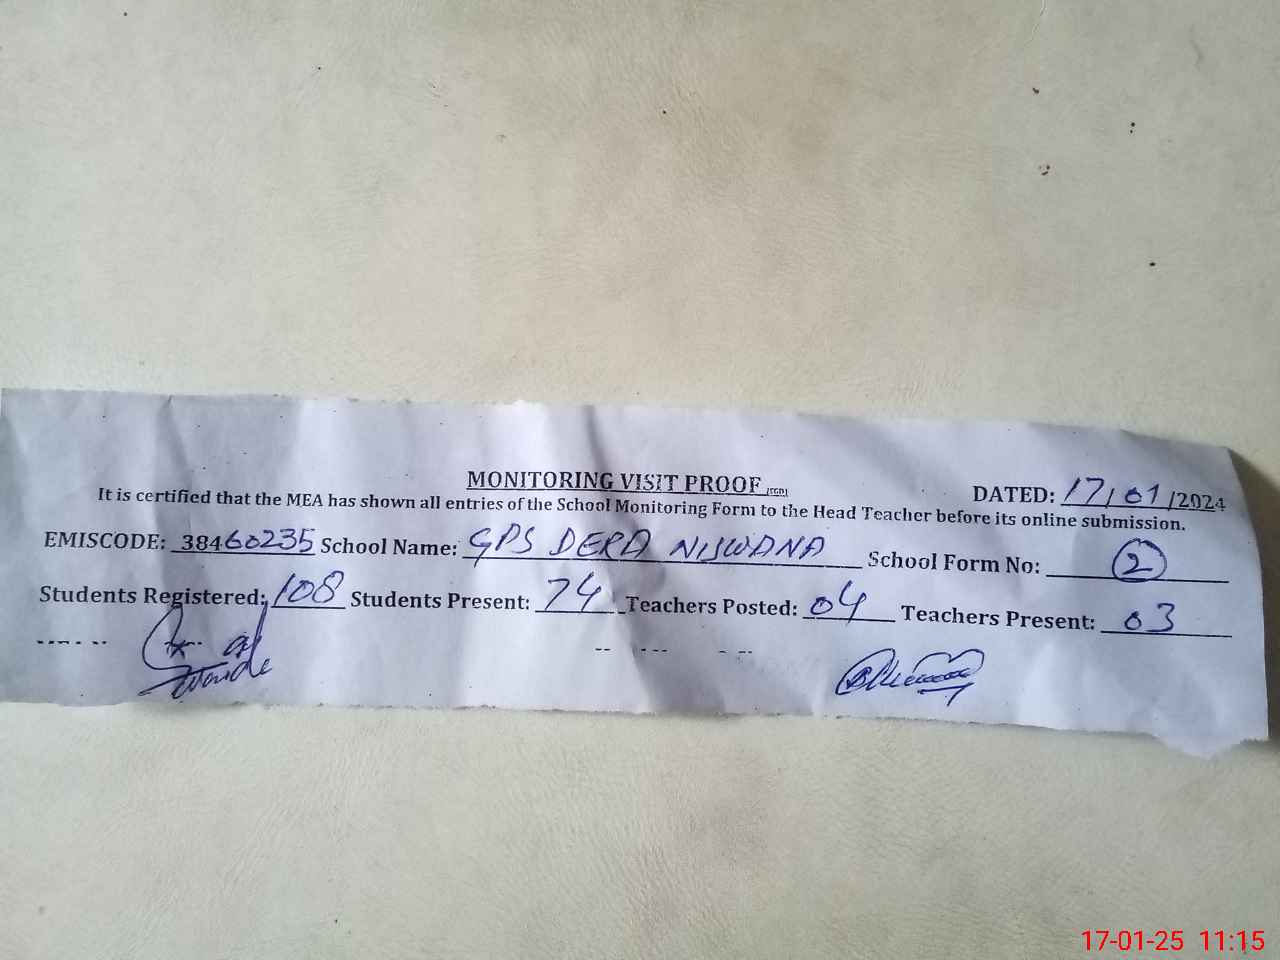 MONITORING VISIT PROOF
DATED: 17/01/2024
It is certified that the MEA has shown all entries of the School Monitoring Form to the Head Teacher before its online submission.
EMISCODE: 38460235 School Name: GPS DERA NISWANA School Form No: 2
Students Registered: 108 Students Present: 74 Teachers Posted: 04 Teachers Present: 03
17-01-25 11:15